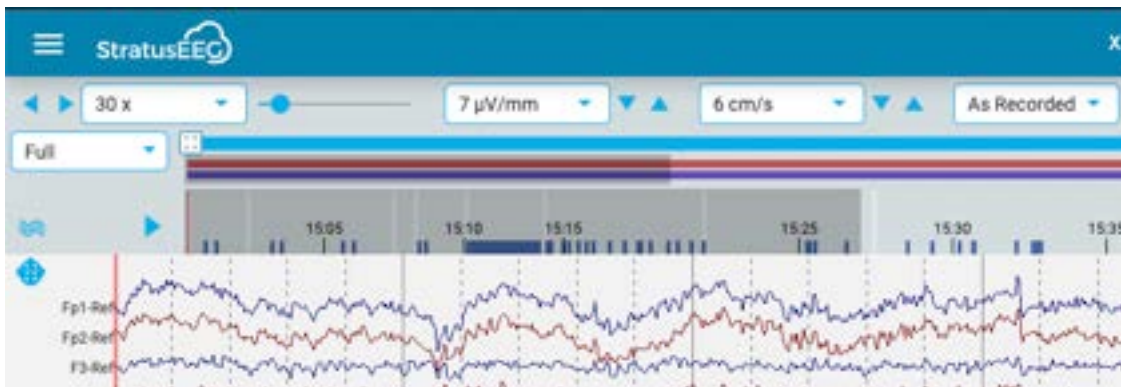 StratusEEG X
30 x 7 µV/mm 6 cm/s As Recorded
Full
15:05 15:10 15:15 15:25 15:30 15:35
Fp1-Ref
Fp2-Ref
F3-Ref